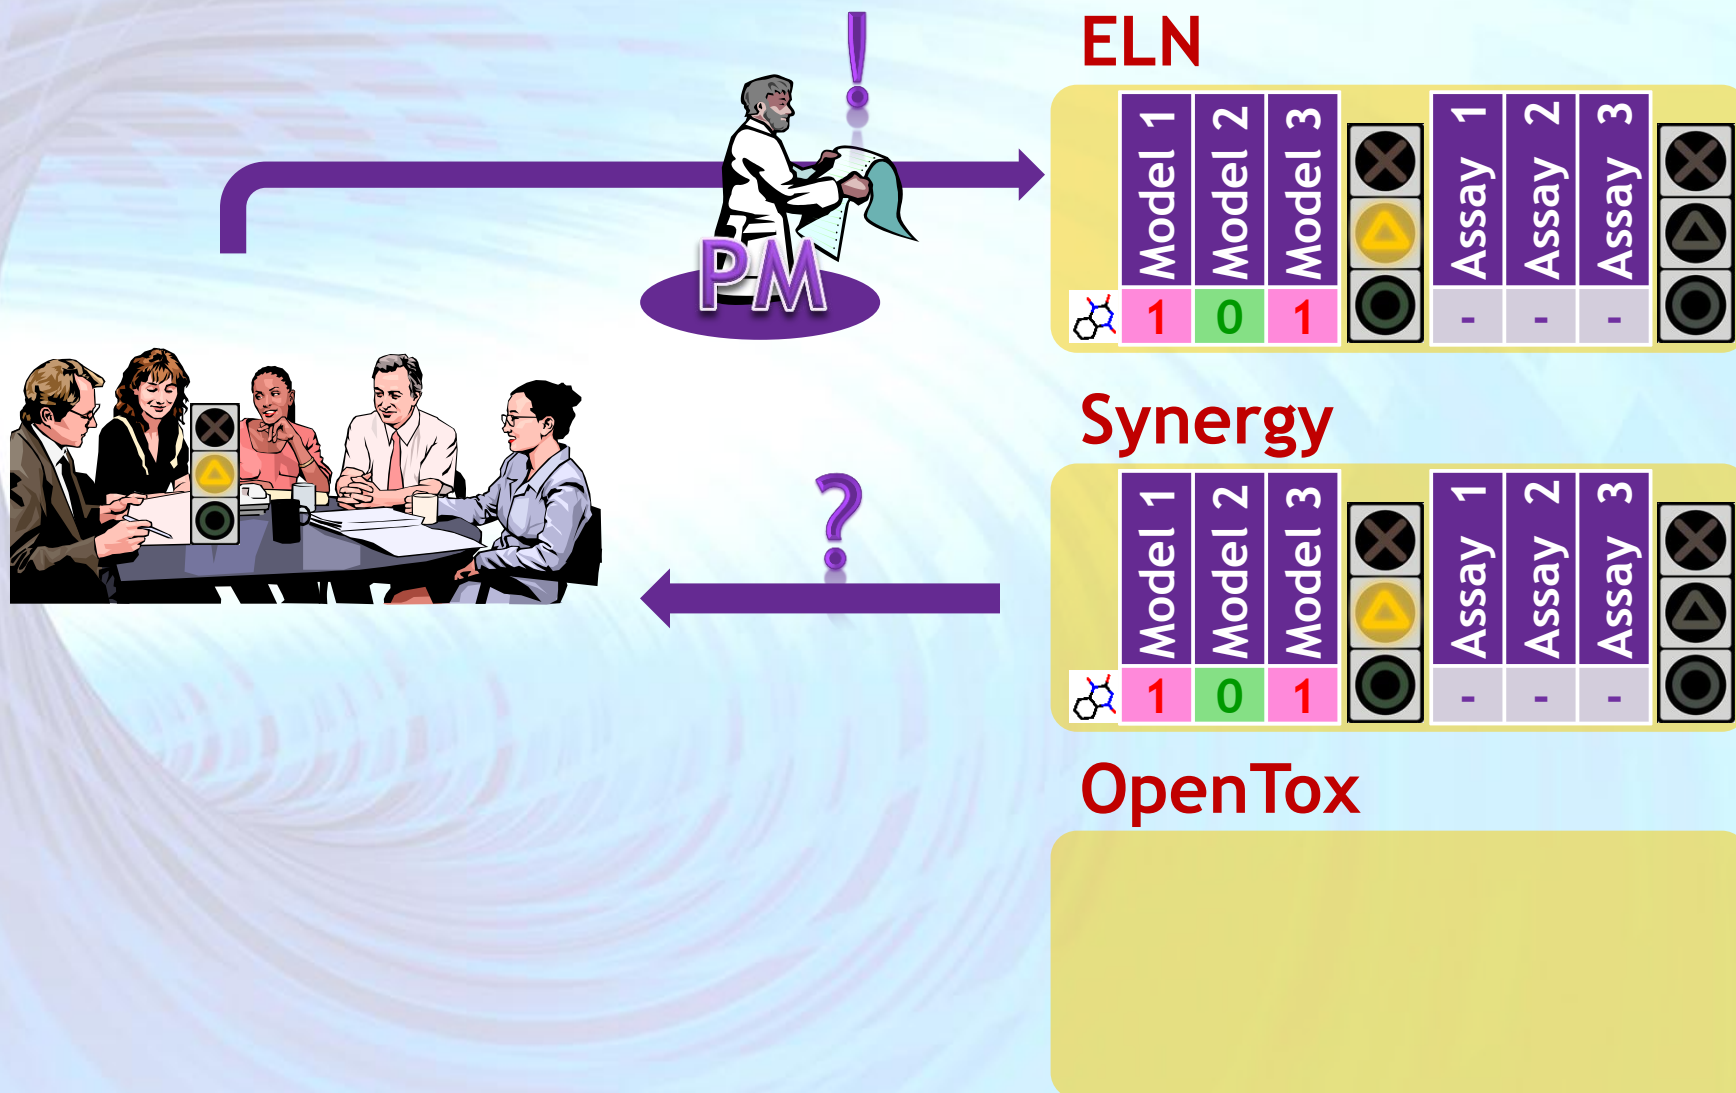 !
ELN
Model 1
Model 2
Model 3
Assay 1
Assay 2
Assay 3
1 0 1 - - -
PM
Synergy
?
Model 1
Model 2
Model 3
Assay 1
Assay 2
Assay 3
1 0 1 - - -
OpenTox